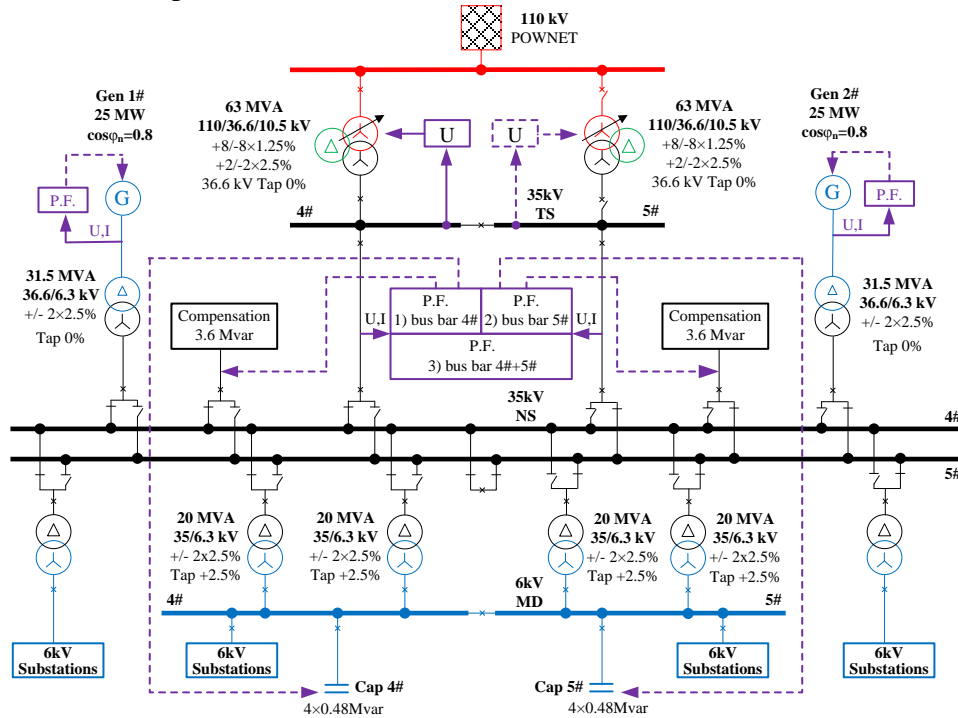 110 kV
POWNET
Gen 1#
25 MW
cosφn=0.8
63 MVA
110/36.6/10.5 kV
+8/-8×1.25%
+2/-2×2.5%
36.6 kV Tap 0%
U
U
63 MVA
110/36.6/10.5 kV
+8/-8×1.25%
+2/-2×2.5%
36.6 kV Tap 0%
Gen 2#
25 MW
cosφn=0.8
P.F.
G
U,I
G
P.F.
U,I
4#
35kV
TS
5#
31.5 MVA
36.6/6.3 kV
+/- 2×2.5%
Tap 0%
Compensation
3.6 Mvar
P.F.
1) bus bar 4#
P.F.
2) bus bar 5#
U,I
U,I
P.F.
3) bus bar 4#+5#
Compensation
3.6 Mvar
31.5 MVA
36.6/6.3 kV
+/- 2×2.5%
Tap 0%
35kV
NS
4#
5#
20 MVA
35/6.3 kV
+/- 2x2.5%
Tap +2.5%
20 MVA
35/6.3 kV
+/- 2×2.5%
Tap +2.5%
20 MVA
35/6.3 kV
+/- 2×2.5%
Tap +2.5%
20 MVA
35/6.3 kV
+/- 2×2.5%
Tap +2.5%
4#
6kV
MD
5#
6kV
Substations
6kV
Substations
6kV
Substations
6kV
Substations
Cap 4#
4×0.48Mvar
Cap 5#
4×0.48Mvar